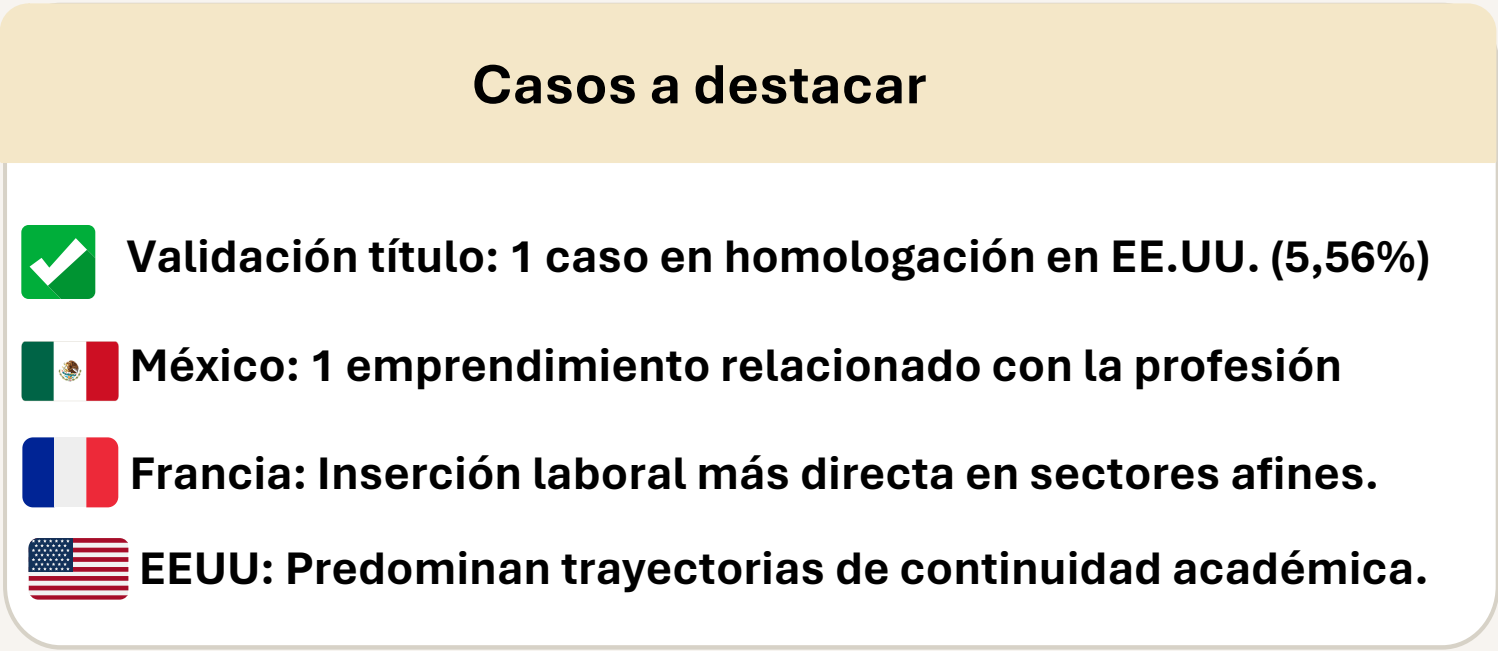 Casos a destacar
Validación título: 1 caso en homologación en EE.UU. (5,56%)
México: 1 emprendimiento relacionado con la profesión
Francia: Inserción laboral más directa en sectores afines.
EEUU: Predominan trayectorias de continuidad académica.